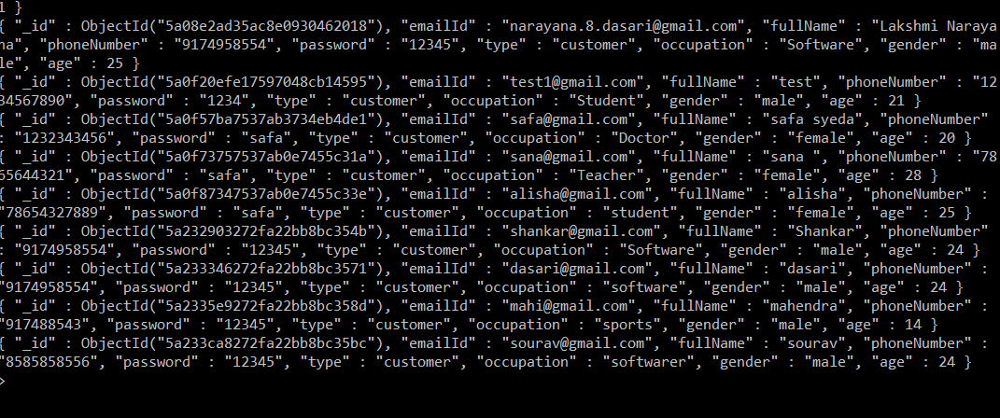 1 }
{ "_id" : ObjectId("5a08e2ad35ac8e0930462018"), "emailId" : "narayana.8.dasari@gmail.com", "fullName" : "Lakshmi Naraya
na", "phoneNumber" : "9174958554", "password" : "12345", "type" : "customer", "occupation" : "Software", "gender" : "ma
le", "age" : 25 }
{ "_id" : ObjectId("5a0f20efe17597048cb14595"), "emailId" : "test1@gmail.com", "fullName" : "test", "phoneNumber" : "12
34567890", "password" : "1234", "type" : "customer", "occupation" : "Student", "gender" : "male", "age" : 21 }
{ "_id" : ObjectId("5a0f57ba7537ab3734eb4de1"), "emailId" : "safa@gmail.com", "fullName" : "safa syeda", "phoneNumber"
: "1232343456", "password" : "safa", "type" : "customer", "occupation" : "Doctor", "gender" : "female", "age" : 20 }
{ "_id" : ObjectId("5a0f73757537ab0e7455c31a"), "emailId" : "sana@gmail.com", "fullName" : "sana ", "phoneNumber" : "78
65644321", "password" : "safa", "type" : "customer", "occupation" : "Teacher", "gender" : "female", "age" : 28 }
{ "_id" : ObjectId("5a0f87347537ab0e7455c33e"), "emailId" : "alisha@gmail.com", "fullName" : "alisha", "phoneNumber" :
"78654327889", "password" : "safa", "type" : "customer", "occupation" : "student", "gender" : "female", "age" : 25 }
{ "_id" : ObjectId("5a232903272fa22bb8bc354b"), "emailId" : "shankar@gmail.com", "fullName" : "Shankar", "phoneNumber"
: "9174958554", "password" : "12345", "type" : "customer", "occupation" : "Software", "gender" : "male", "age" : 24 }
{ "_id" : ObjectId("5a233346272fa22bb8bc3571"), "emailId" : "dasari@gmail.com", "fullName" : "dasari", "phoneNumber" :
"9174958554", "password" : "12345", "type" : "customer", "occupation" : "software", "gender" : "male", "age" : 24 }
{ "_id" : ObjectId("5a2335e9272fa22bb8bc358d"), "emailId" : "mahi@gmail.com", "fullName" : "mahendra", "phoneNumber" :
"917488543", "password" : "12345", "type" : "customer", "occupation" : "sports", "gender" : "male", "age" : 14 }
{ "_id" : ObjectId("5a233ca8272fa22bb8bc35bc"), "emailId" : "sourav@gmail.com", "fullName" : "sourav", "phoneNumber" :
"8585858556", "password" : "12345", "type" : "customer", "occupation" : "softwarer", "gender" : "male", "age" : 24 }
>